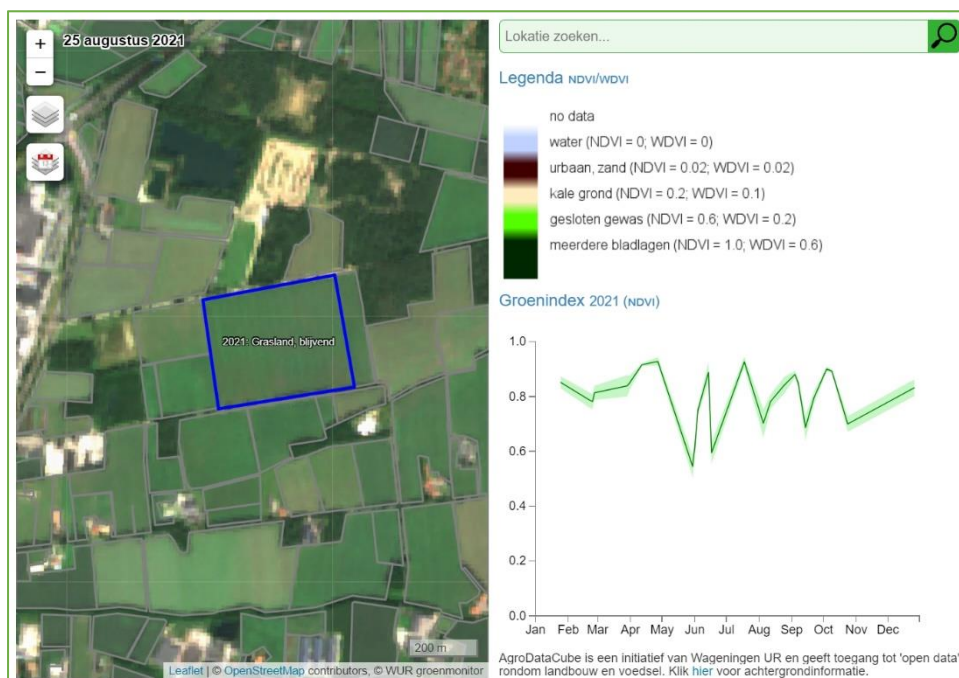 +
25 augustus 2021
−
2021: Grasland, blijvend
200 m
Leaflet | © OpenStreetMap contributors, © WUR groenmonitor
Lokatie zoeken...
Legenda NDVI/WDVI
no data
water (NDVI = 0; WDVI = 0)
urbaan, zand (NDVI = 0.02; WDVI = 0.02)
kale grond (NDVI = 0.2; WDVI = 0.1)
gesloten gewas (NDVI = 0.6; WDVI = 0.2)
meerdere bladlagen (NDVI = 1.0; WDVI = 0.6)
Groenindex 2021 (NDVI)
1.0
0.8
0.6
0.4
0.2
0.0
Jan Feb Mar Apr May Jun Jul Aug Sep Oct Nov Dec
AgroDataCube is een initiatief van Wageningen UR en geeft toegang tot 'open data'
rondom landbouw en voedsel. Klik hier voor achtergrondinformatie.